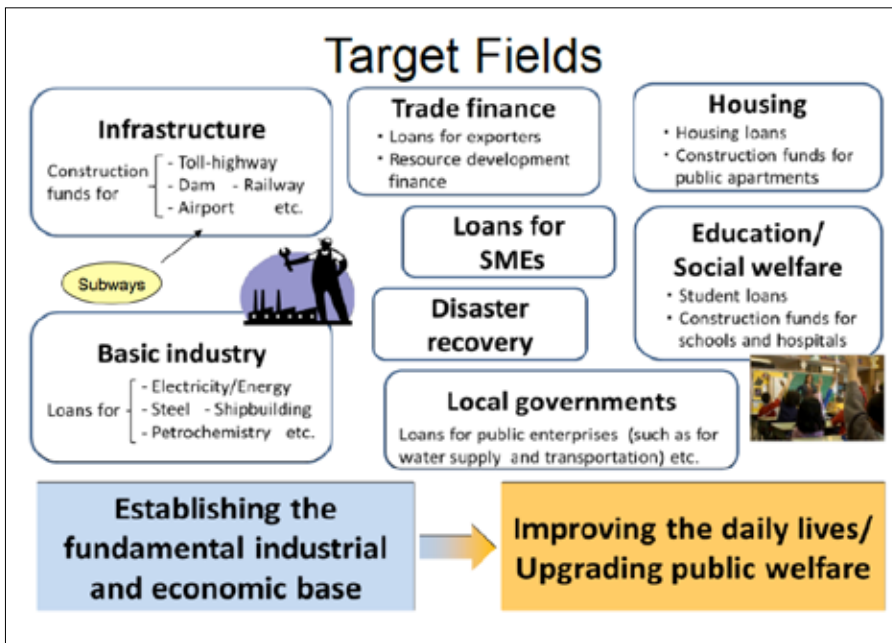 Target Fields
Infrastructure
Construction
funds for
- Toll-highway
- Dam - Railway
- Airport etc.
Subways
Basic industry
Loans for
- Electricity/Energy
- Steel - Shipbuilding
- Petrochemistry etc.
Trade finance
• Loans for exporters
• Resource development
finance
Loans for
SMEs
Disaster
recovery
Local governments
Loans for public enterprises (such as for
water supply and transportation) etc.
Housing
• Housing loans
• Construction funds for
public apartments
Education/
Social welfare
• Student loans
• Construction funds for
schools and hospitals
Establishing the
fundamental industrial
and economic base
Improving the daily lives/
Upgrading public welfare